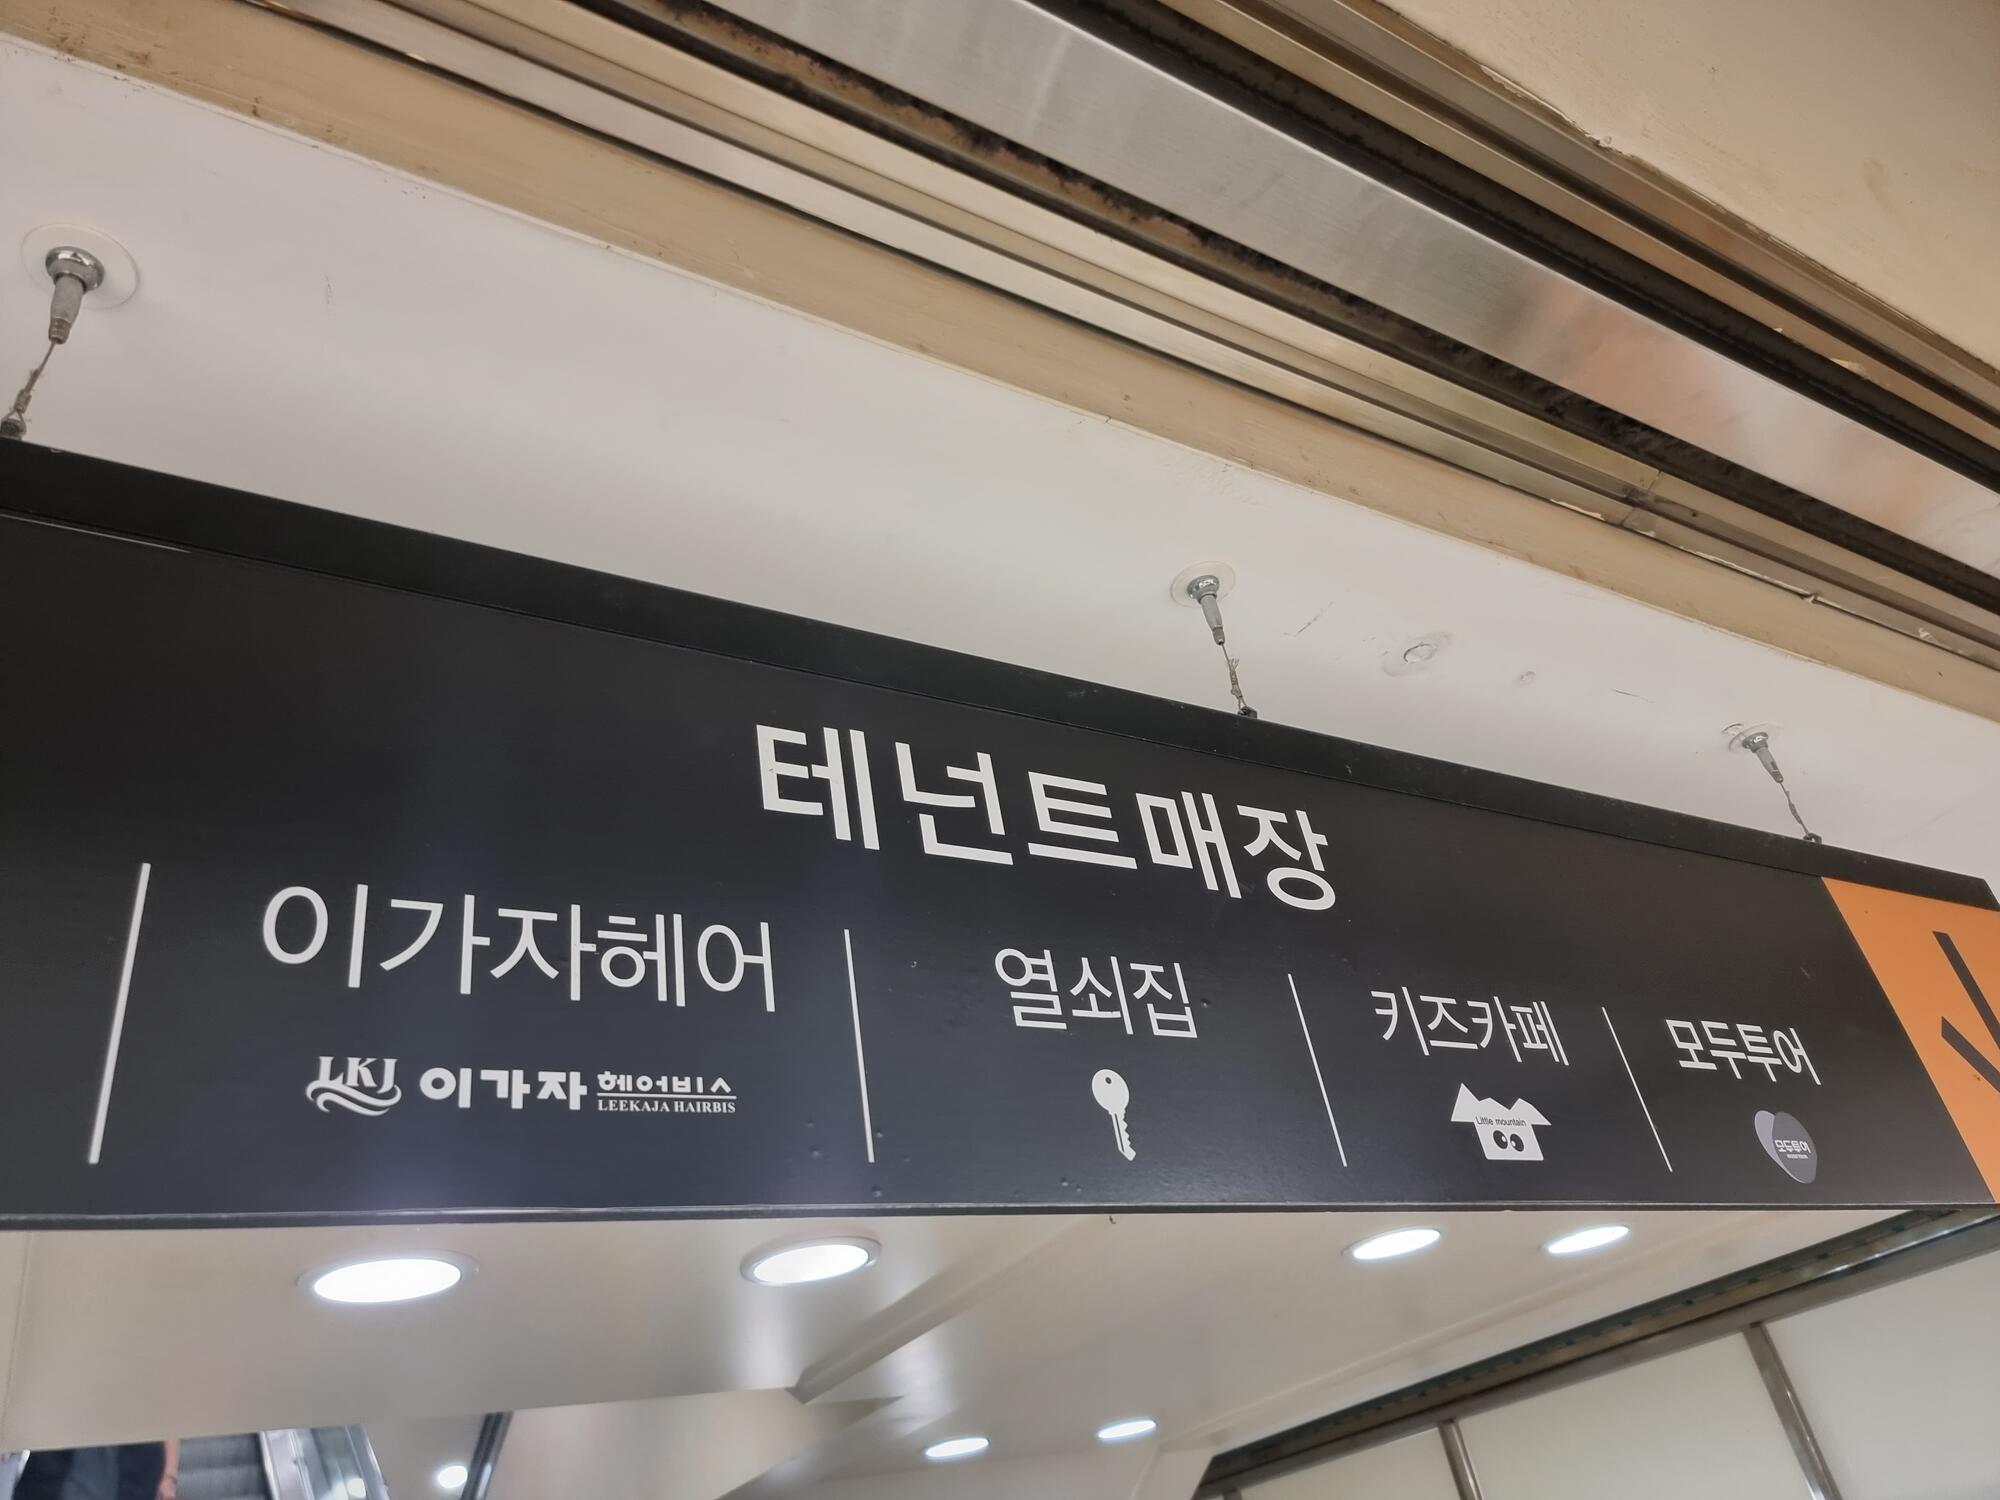 테넌트매장
이가자헤어
LKJ 이가자 헤어비스
LEEKAJA HAIRBIS
열쇠집
키즈카페
Little mountain
모두투어
모두투어